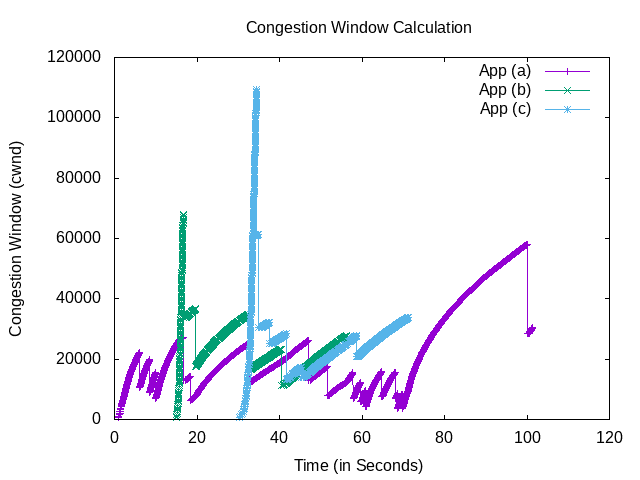 Congestion Window Calculation
120000
100000
80000
60000
40000
20000
0
Congestion Window (cwnd)
App (a)
App (b)
App (c)
0 20 40 60 80 100 120
Time (in Seconds)